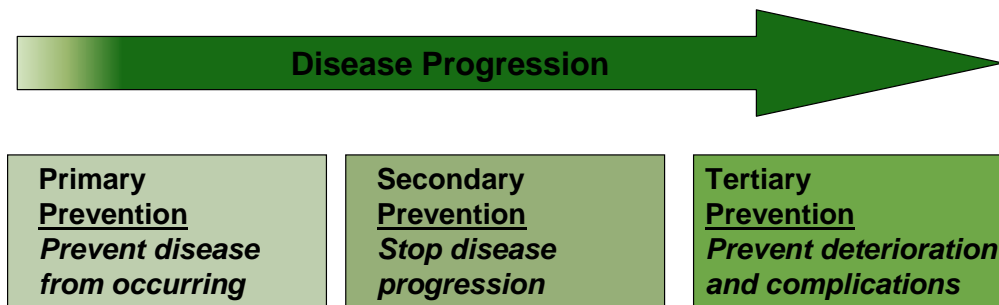 Disease Progression
Primary
Prevention
Prevent disease
from occurring
Secondary
Prevention
Stop disease
progression
Tertiary
Prevention
Prevent deterioration
and complications